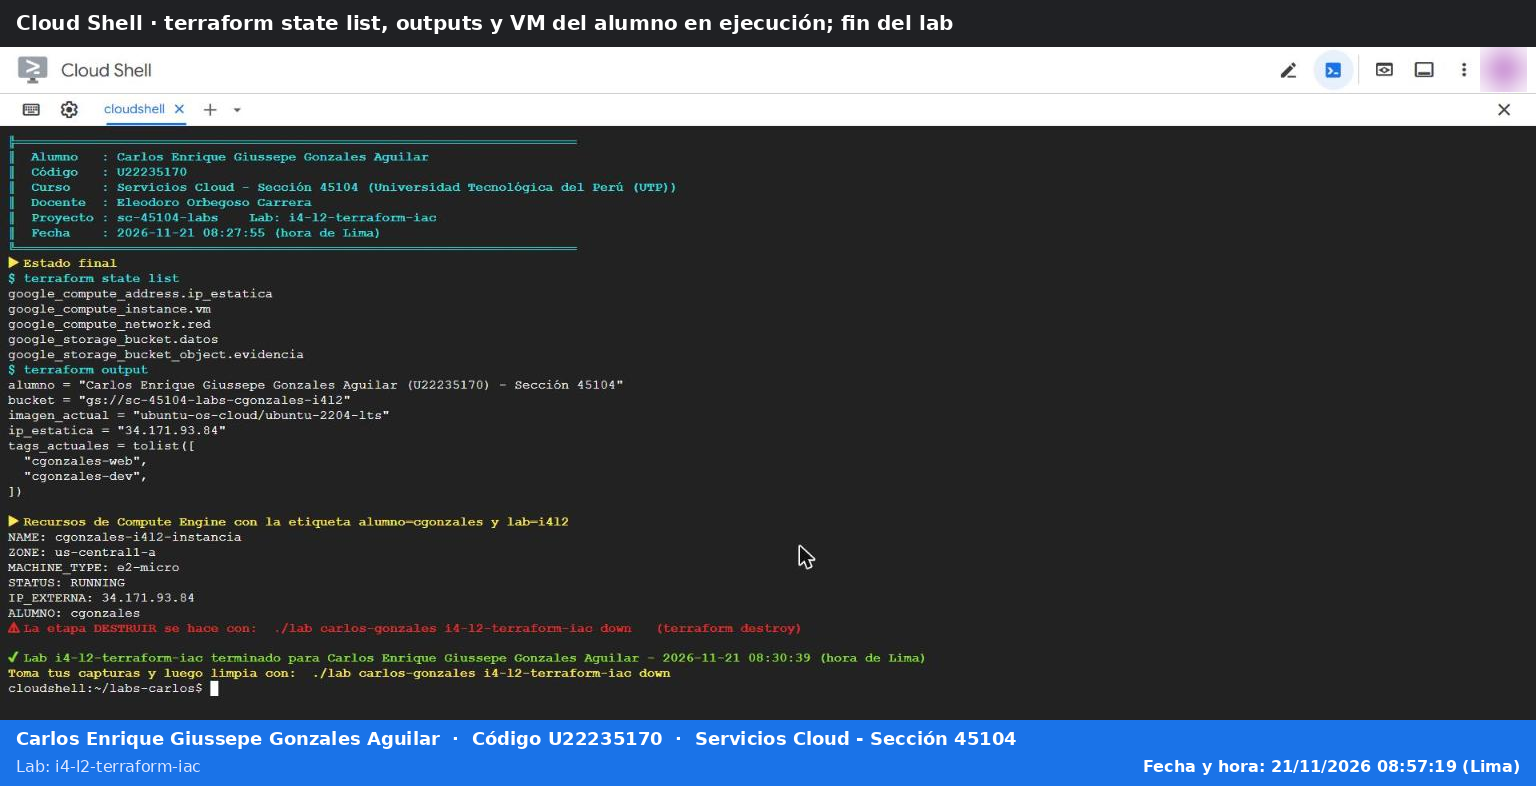 Cloud Shell · terraform state list, outputs y VM del alumno en ejecución; fin del lab
Cloud Shell
cloudshell
Alumno   : Carlos Enrique Giussepe Gonzales Aguilar
Código   : U22235170
Curso    : Servicios Cloud - Sección 45104 (Universidad Tecnológica del Perú (UTP))
Docente  : Eleodoro Orbegoso Carrera
Proyecto : sc-45104-labs    Lab: i4-l2-terraform-iac
Fecha    : 2026-11-21 08:27:55 (hora de Lima)
▶ Estado final
$ terraform state list
google_compute_address.ip_estatica
google_compute_instance.vm
google_compute_network.red
google_storage_bucket.datos
google_storage_bucket_object.evidencia
$ terraform output
alumno = "Carlos Enrique Giussepe Gonzales Aguilar (U22235170) - Sección 45104"
bucket = "gs://sc-45104-labs-cgonzales-i4l2"
imagen_actual = "ubuntu-os-cloud/ubuntu-2204-lts"
ip_estatica = "34.171.93.84"
tags_actuales = tolist([
  "cgonzales-web",
  "cgonzales-dev",
])
▶ Recursos de Compute Engine con la etiqueta alumno=cgonzales y lab=i4l2
NAME: cgonzales-i4l2-instancia
ZONE: us-central1-a
MACHINE_TYPE: e2-micro
STATUS: RUNNING
IP_EXTERNA: 34.171.93.84
ALUMNO: cgonzales
⚠ La etapa DESTRUIR se hace con:  ./lab carlos-gonzales i4-l2-terraform-iac down   (terraform destroy)
✔ Lab i4-l2-terraform-iac terminado para Carlos Enrique Giussepe Gonzales Aguilar - 2026-11-21 08:30:39 (hora de Lima)
Toma tus capturas y luego limpia con:  ./lab carlos-gonzales i4-l2-terraform-iac down
cloudshell:~/labs-carlos$
Carlos Enrique Giussepe Gonzales Aguilar · Código U22235170 · Servicios Cloud - Sección 45104
Lab: i4-l2-terraform-iac
Fecha y hora: 21/11/2026 08:57:19 (Lima)